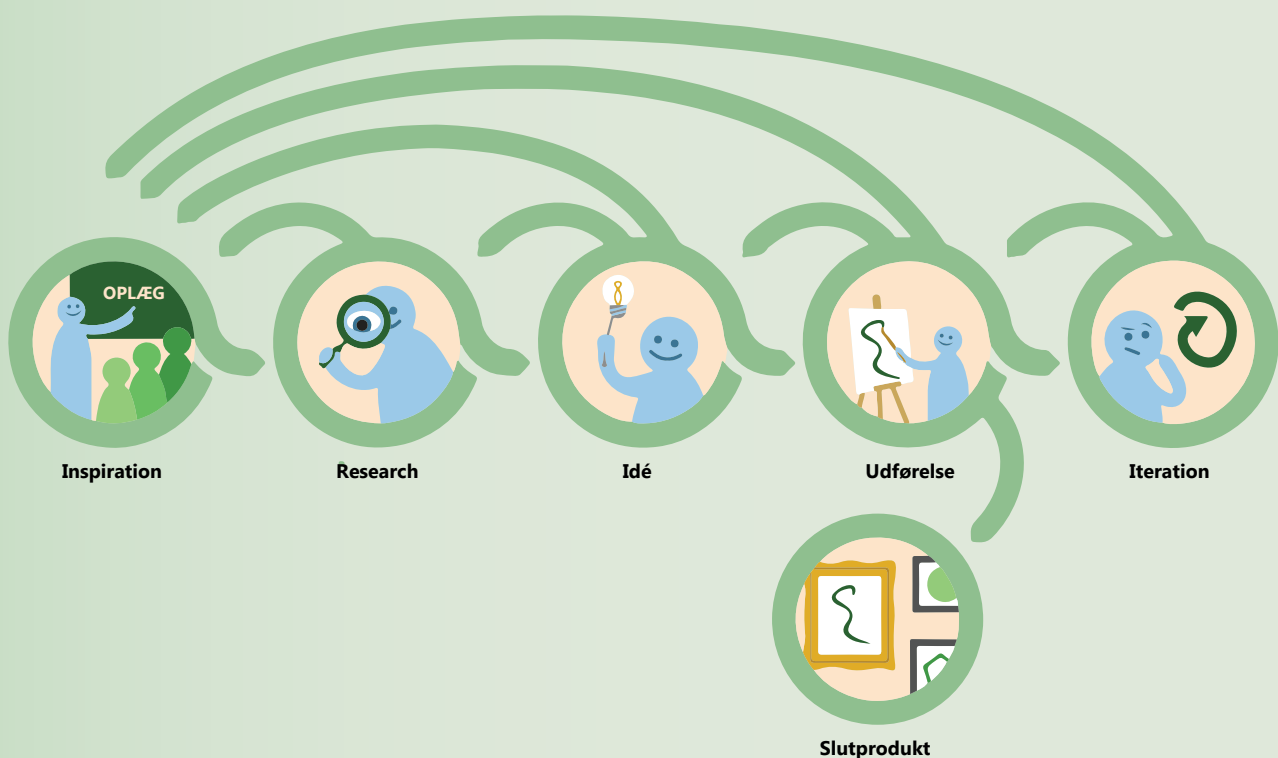 OPLÆG
Inspiration
Research
Idé
Udførelse
Iteration
Slutprodukt